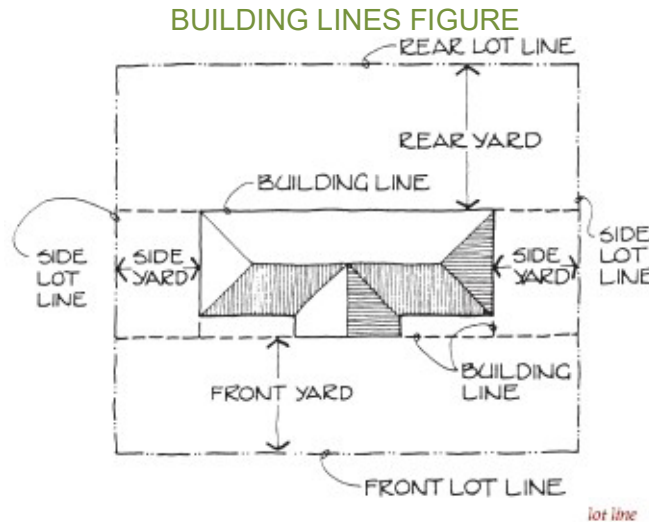 BUILDING LINES FIGURE
REAR LOT LINE
REAR YARD
BUILDING LINE
SIDE
LOT
LINE
SIDE
YARD
SIDE
YARD
SIDE
LOT
LINE
BUILDING
LINE
FRONT YARD
FRONT LOT LINE
lot line